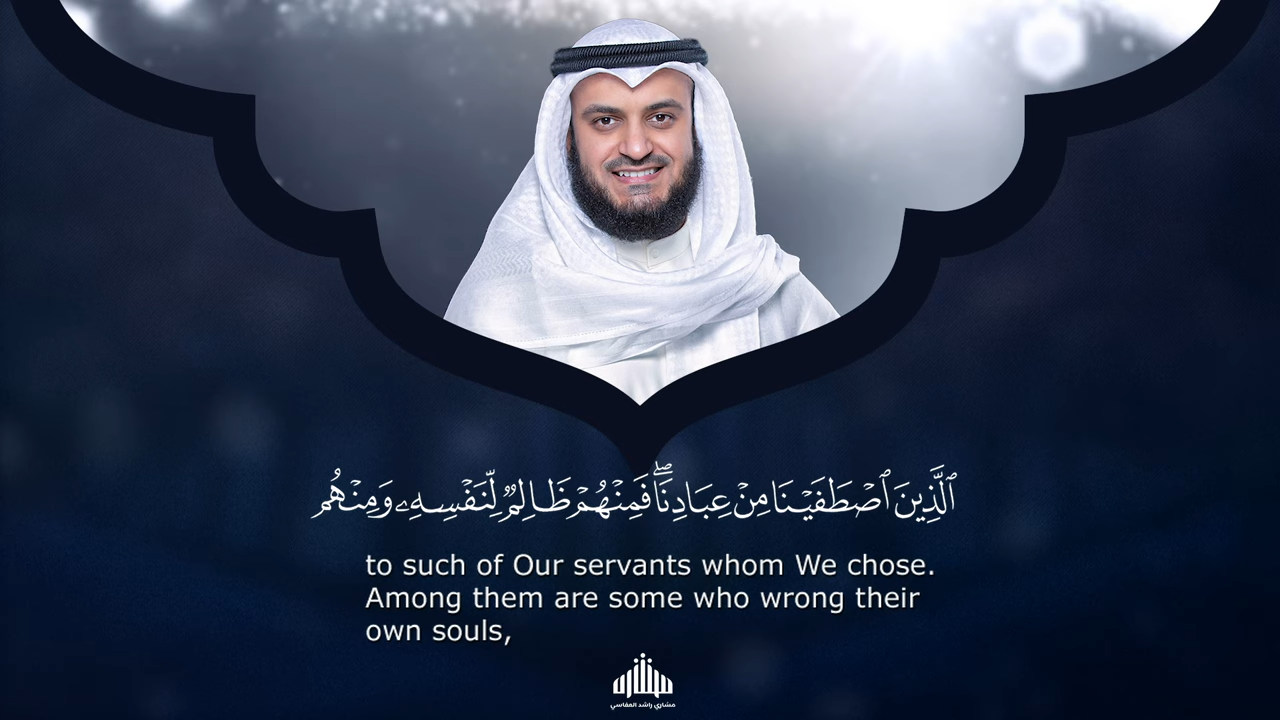 ٱلَّذِينَ ٱصْطَفَيْنَا مِنْ عِبَادِنَا ۖ فَمِنْهُمْ ظَالِمٌ لِّنَفْسِهِۦ وَمِنْهُم
to such of Our servants whom We chose.
Among them are some who wrong their
own souls,
مشاري راشد العفاسي